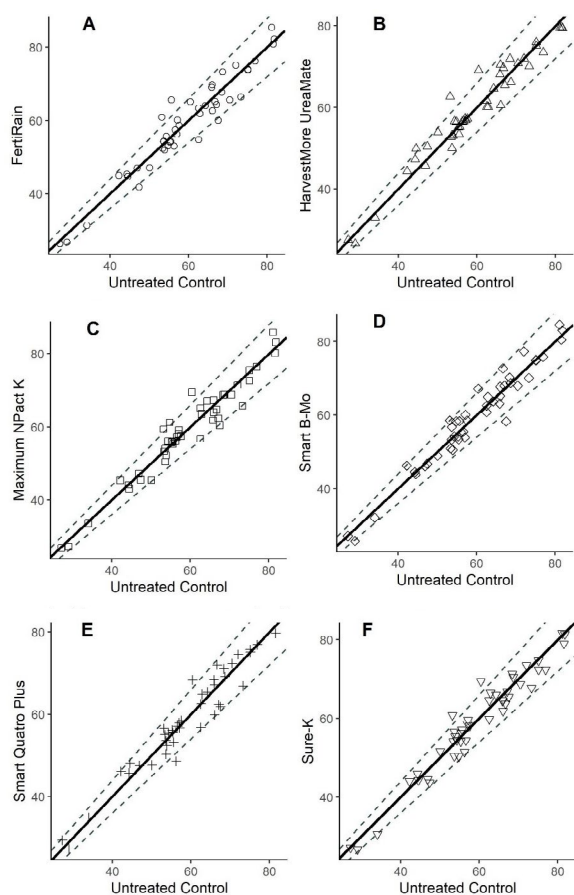 A
B
80
60
40
FertiRain
40
60
80
Untreated Control
80
60
40
HarvestMore UreaMate
40
60
80
Untreated Control
C
D
80
60
40
Maximum NPact K
40
60
80
Untreated Control
80
60
40
Smart B-Mo
40
60
80
Untreated Control
E
F
80
60
40
Smart Quatro Plus
40
60
80
Untreated Control
80
60
40
Sure-K
40
60
80
Untreated Control